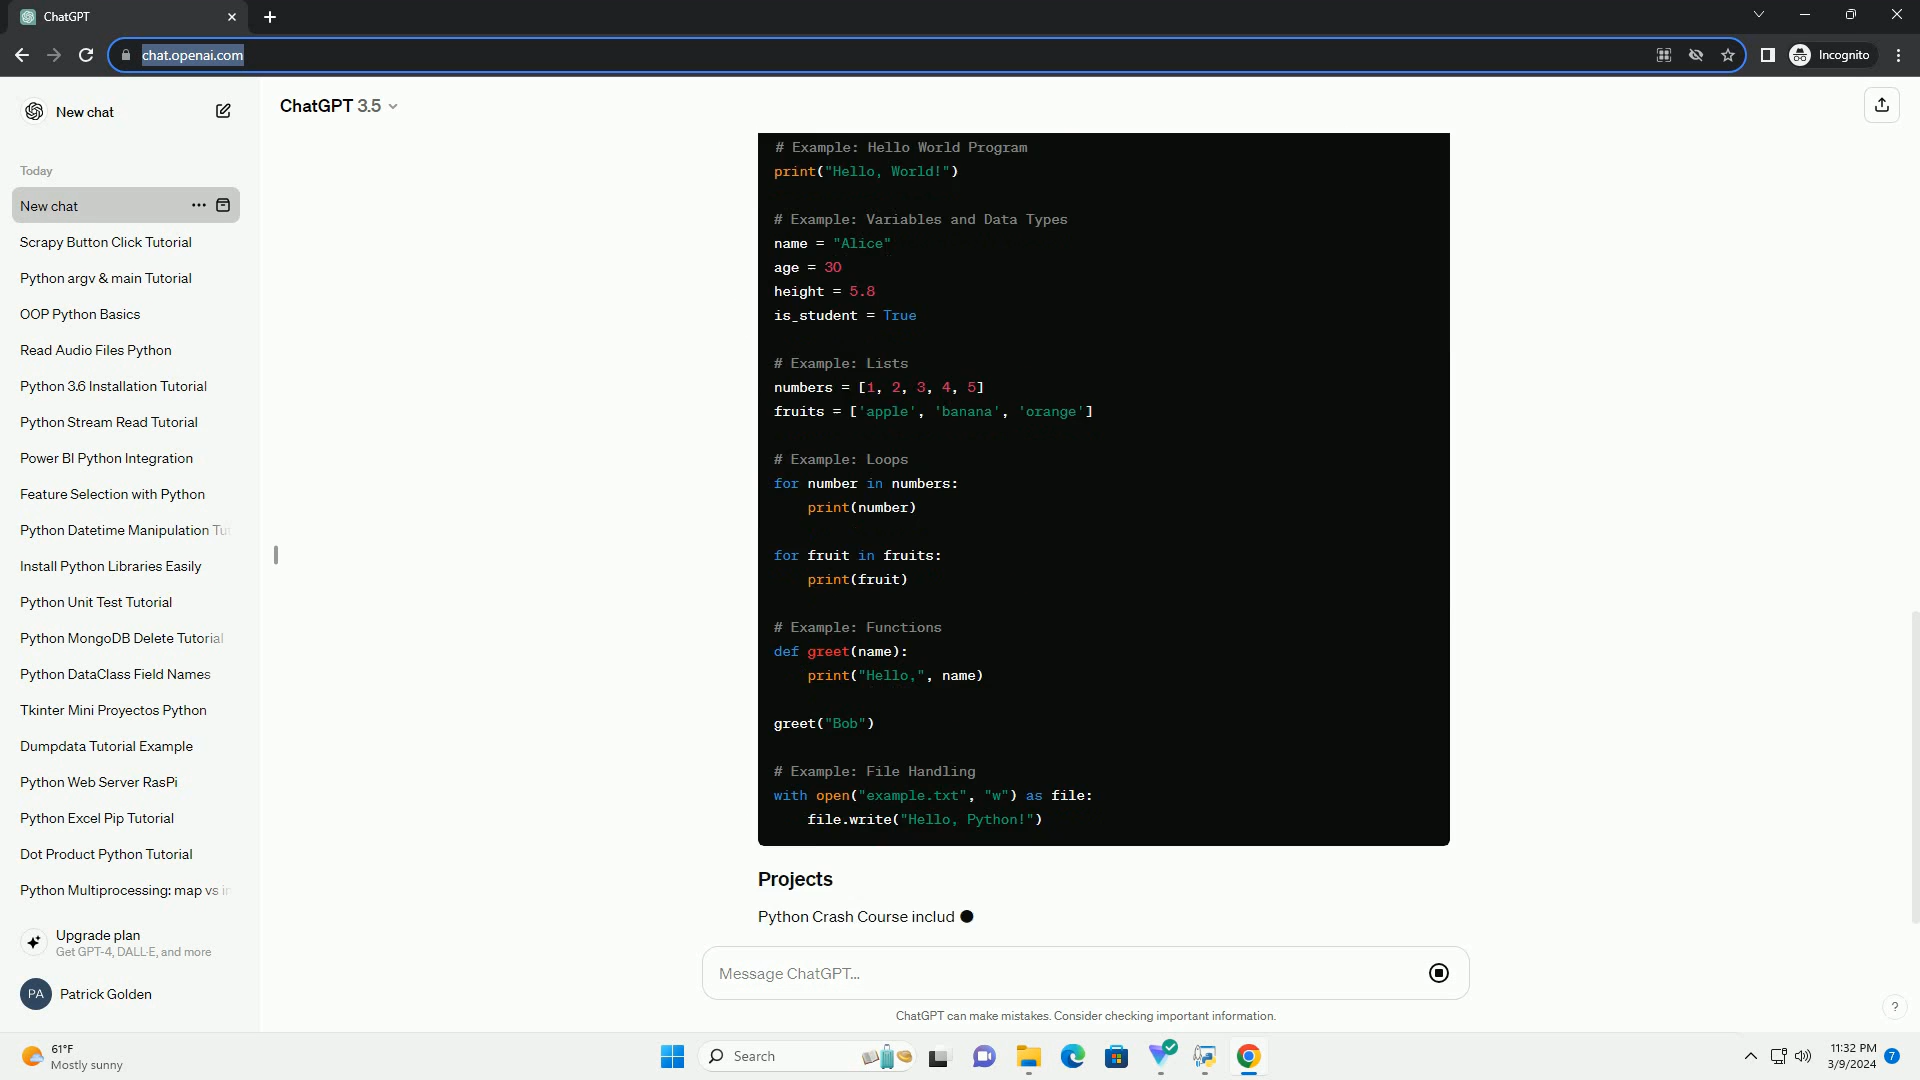 ChatGPT
chat.openai.com
Incognito
New chat
Today
New chat
Scrapy Button Click Tutorial
Python argv & main Tutorial
OOP Python Basics
Read Audio Files Python
Python 3.6 Installation Tutorial
Python Stream Read Tutorial
Power BI Python Integration
Feature Selection with Python
Python Datetime Manipulation Tut
Install Python Libraries Easily
Python Unit Test Tutorial
Python MongoDB Delete Tutorial
Python DataClass Field Names
Tkinter Mini Proyectos Python
Dumpdata Tutorial Example
Python Web Server RasPi
Python Excel Pip Tutorial
Dot Product Python Tutorial
Python Multiprocessing: map vs
Upgrade plan
Get GPT-4, DALL·E, and more
PA Patrick Golden
ChatGPT 3.5
# Example: Hello World Program
print("Hello, World!")
# Example: Variables and Data Types
name = "Alice"
age = 30
height = 5.8
is_student = True
# Example: Lists
numbers = [1, 2, 3, 4, 5]
fruits = ['apple', 'banana', 'orange']
# Example: Loops
for number in numbers:
print(number)
for fruit in fruits:
print(fruit)
# Example: Functions
def greet(name):
print("Hello,", name)
greet("Bob")
# Example: File Handling
with open("example.txt", "w") as file:
file.write("Hello, Python!")
Projects
Python Crash Course includ
Message ChatGPT...
ChatGPT can make mistakes. Consider checking important information.
?
61°F
Mostly sunny
Search
11:32 PM
3/9/2024
7